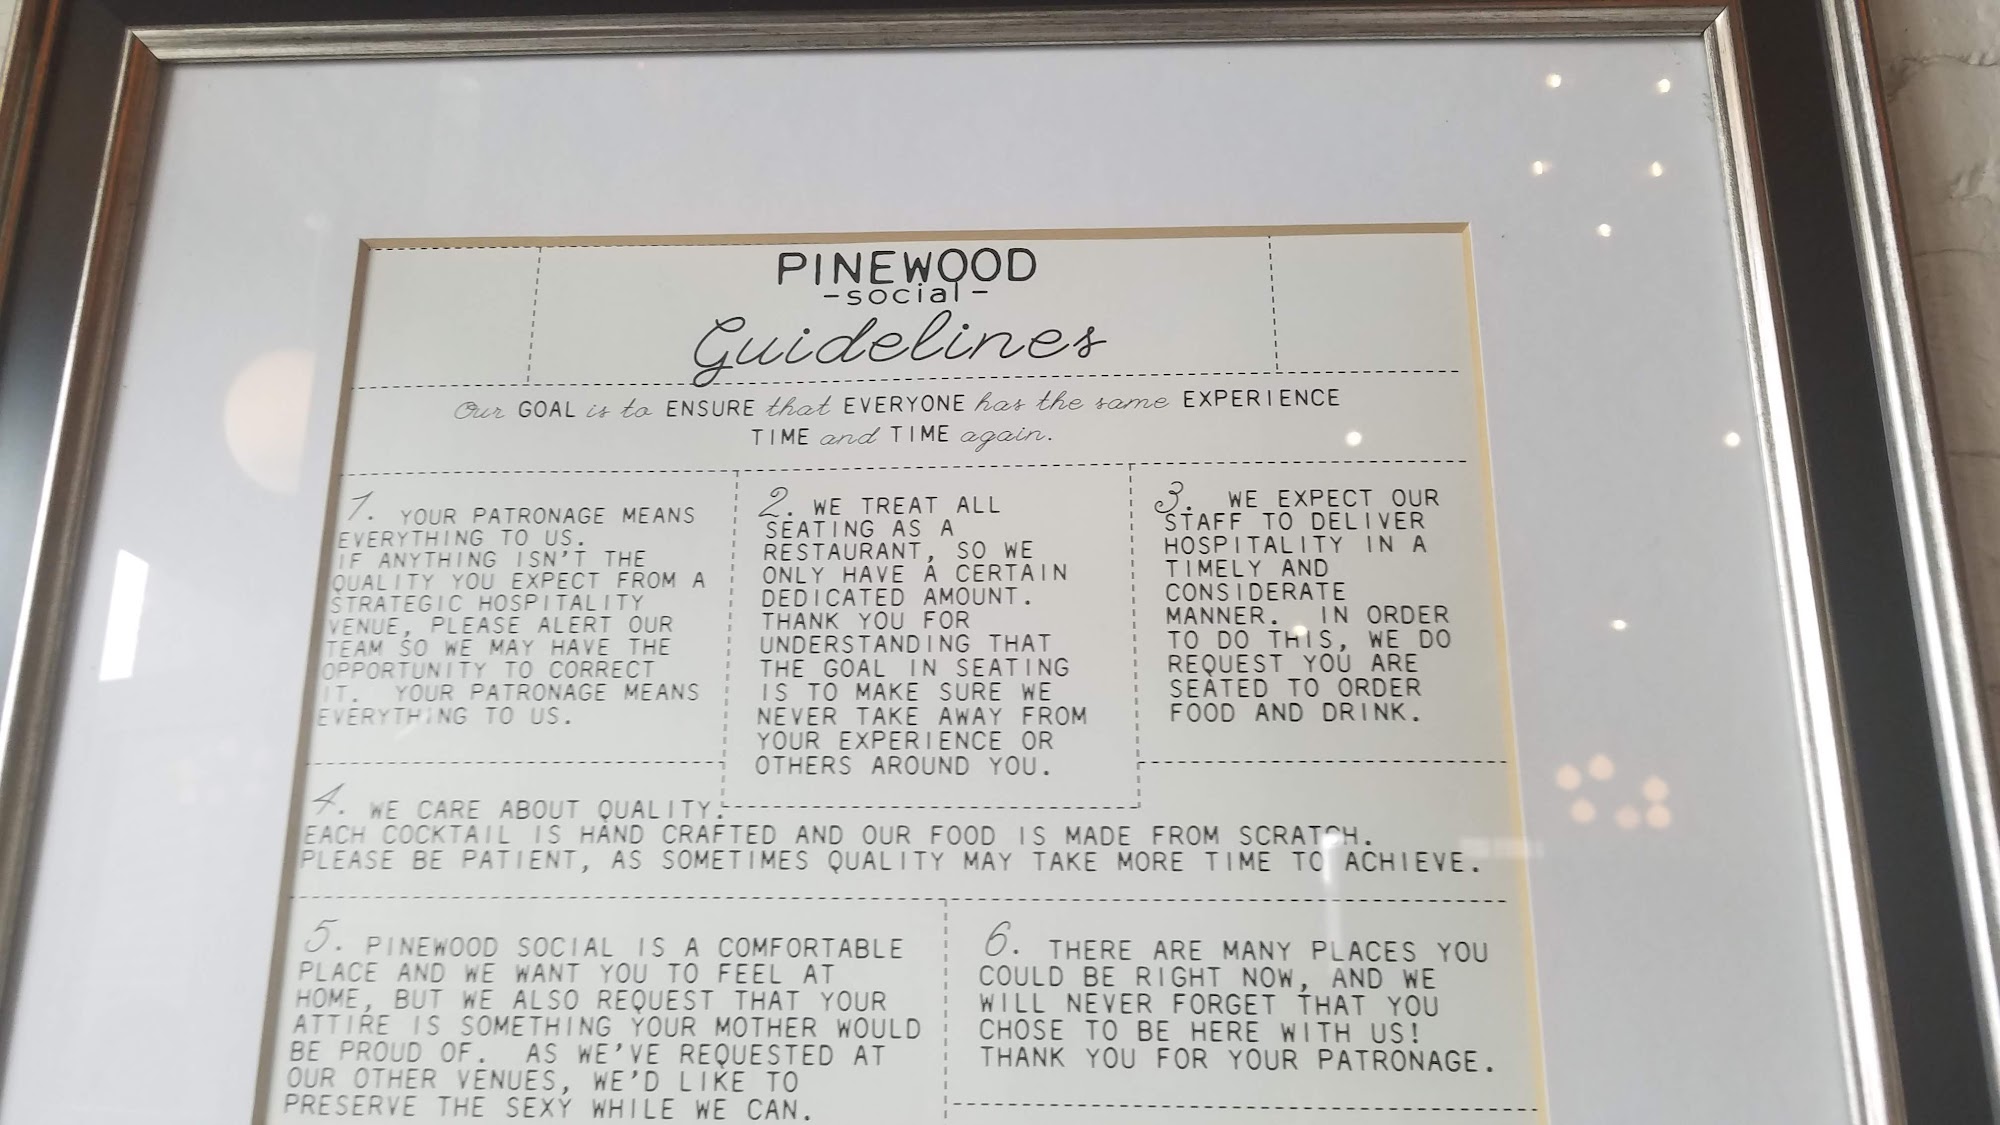 PINEWOOD
-social-
Guidelines
Our GOAL is to ENSURE that EVERYONE has the same EXPERIENCE
TIME and TIME again.
1. YOUR PATRONAGE MEANS
EVERYTHING TO US.
IF ANYTHING ISN'T THE
QUALITY YOU EXPECT FROM A
STRATEGIC HOSPITALITY
VENUE, PLEASE ALERT OUR
TEAM SO WE MAY HAVE THE
OPPORTUNITY TO CORRECT
IT. YOUR PATRONAGE MEANS
EVERYTHING TO US.
2. WE TREAT ALL
SEATING AS A
RESTAURANT, SO WE
ONLY HAVE A CERTAIN
DEDICATED AMOUNT.
THANK YOU FOR
UNDERSTANDING THAT
THE GOAL IN SEATING
IS TO MAKE SURE WE
NEVER TAKE AWAY FROM
YOUR EXPERIENCE OR
OTHERS AROUND YOU.
3. WE EXPECT OUR
STAFF TO DELIVER
HOSPITALITY IN A
TIMELY AND
CONSIDERATE
MANNER. IN ORDER
TO DO THIS, WE DO
REQUEST YOU ARE
SEATED TO ORDER
FOOD AND DRINK.
4. WE CARE ABOUT QUALITY.
EACH COCKTAIL IS HAND CRAFTED AND OUR FOOD IS MADE FROM SCRATCH.
PLEASE BE PATIENT, AS SOMETIMES QUALITY MAY TAKE MORE TIME TO ACHIEVE.
5. PINEWOOD SOCIAL IS A COMFORTABLE
PLACE AND WE WANT YOU TO FEEL AT
HOME, BUT WE ALSO REQUEST THAT YOUR
ATTIRE IS SOMETHING YOUR MOTHER WOULD
BE PROUD OF. AS WE'VE REQUESTED AT
OUR OTHER VENUES, WE'D LIKE TO
PRESERVE THE SEXY WHILE WE CAN.
6. THERE ARE MANY PLACES YOU
COULD BE RIGHT NOW, AND WE
WILL NEVER FORGET THAT YOU
CHOSE TO BE HERE WITH US!
THANK YOU FOR YOUR PATRONAGE.